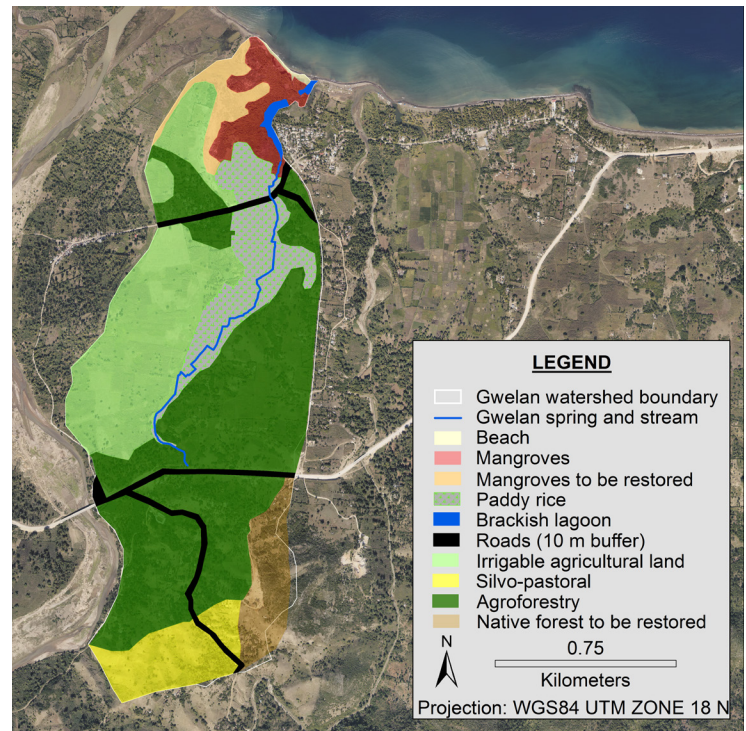 LEGEND
Gwelan watershed boundary
Gwelan spring and stream
Beach
Mangroves
Mangroves to be restored
Paddy rice
Brackish lagoon
Roads (10 m buffer)
Irrigable agricultural land
Silvo-pastoral
Agroforestry
Native forest to be restored
N
0.75
Kilometers
Projection: WGS84 UTM ZONE 18 N